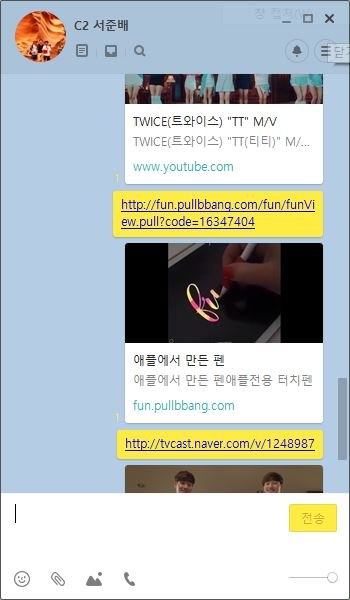 C2 서준배
TWICE(트와이스) "TT" M/V
TWICE(트와이스) "TT(티티)" M/...
www.youtube.com
1
http://fun.pullbbang.com/fun/funVi
ew.pull?code=16347404
fu
애플에서 만든 펜
애플에서 만든 펜애플전용 터치펜
fun.pullbbang.com
1
http://tvcast.naver.com/v/1248987
전송